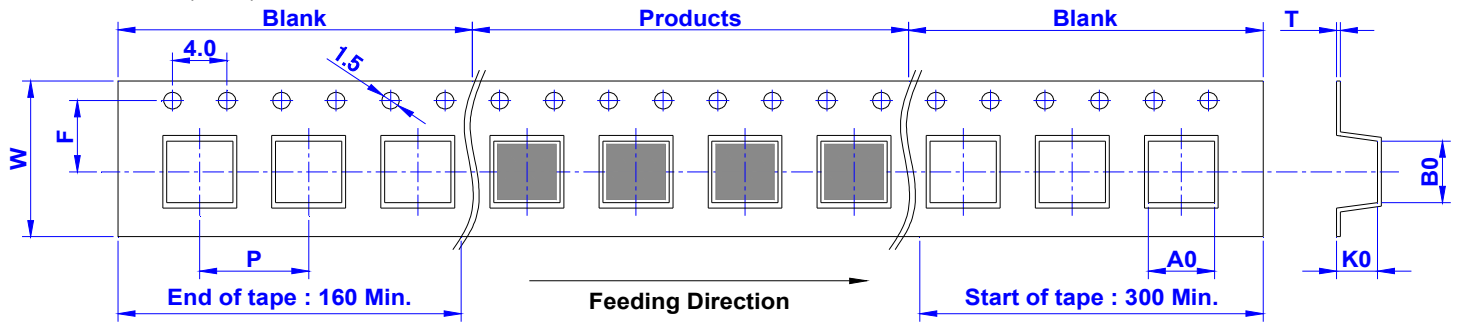 Blank
Products
Blank
T
4.0
1.5
F
W
B0
P
A0
K0
End of tape : 160 Min.
Feeding Direction
Start of tape : 300 Min.